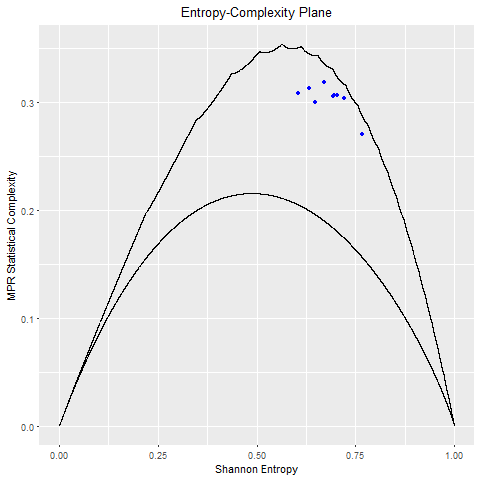 Entropy-Complexity Plane
MPR Statistical Complexity
0.3
0.2
0.1
0.0
0.00 0.25 0.50 0.75 1.00
Shannon Entropy